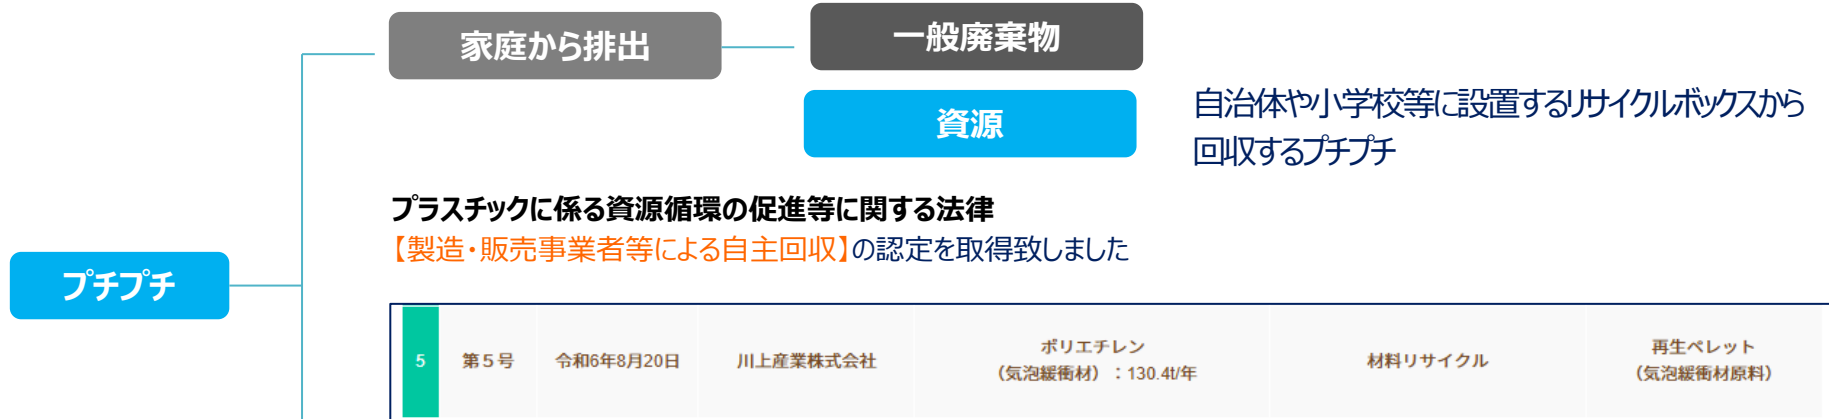 家庭から排出
一般廃棄物
資源
自治体や小学校等に設置するリサイクルボックスから
回収するプチプチ
プラスチックに係る資源循環の促進等に関する法律
【製造・販売事業者等による自主回収】の認定を取得致しました
プチプチ
5 第5号 令和6年8月20日 川上産業株式会社 ポリエチレン
（気泡緩衝材）：130.4t/年 材料リサイクル 再生ペレット
（気泡緩衝材原料）